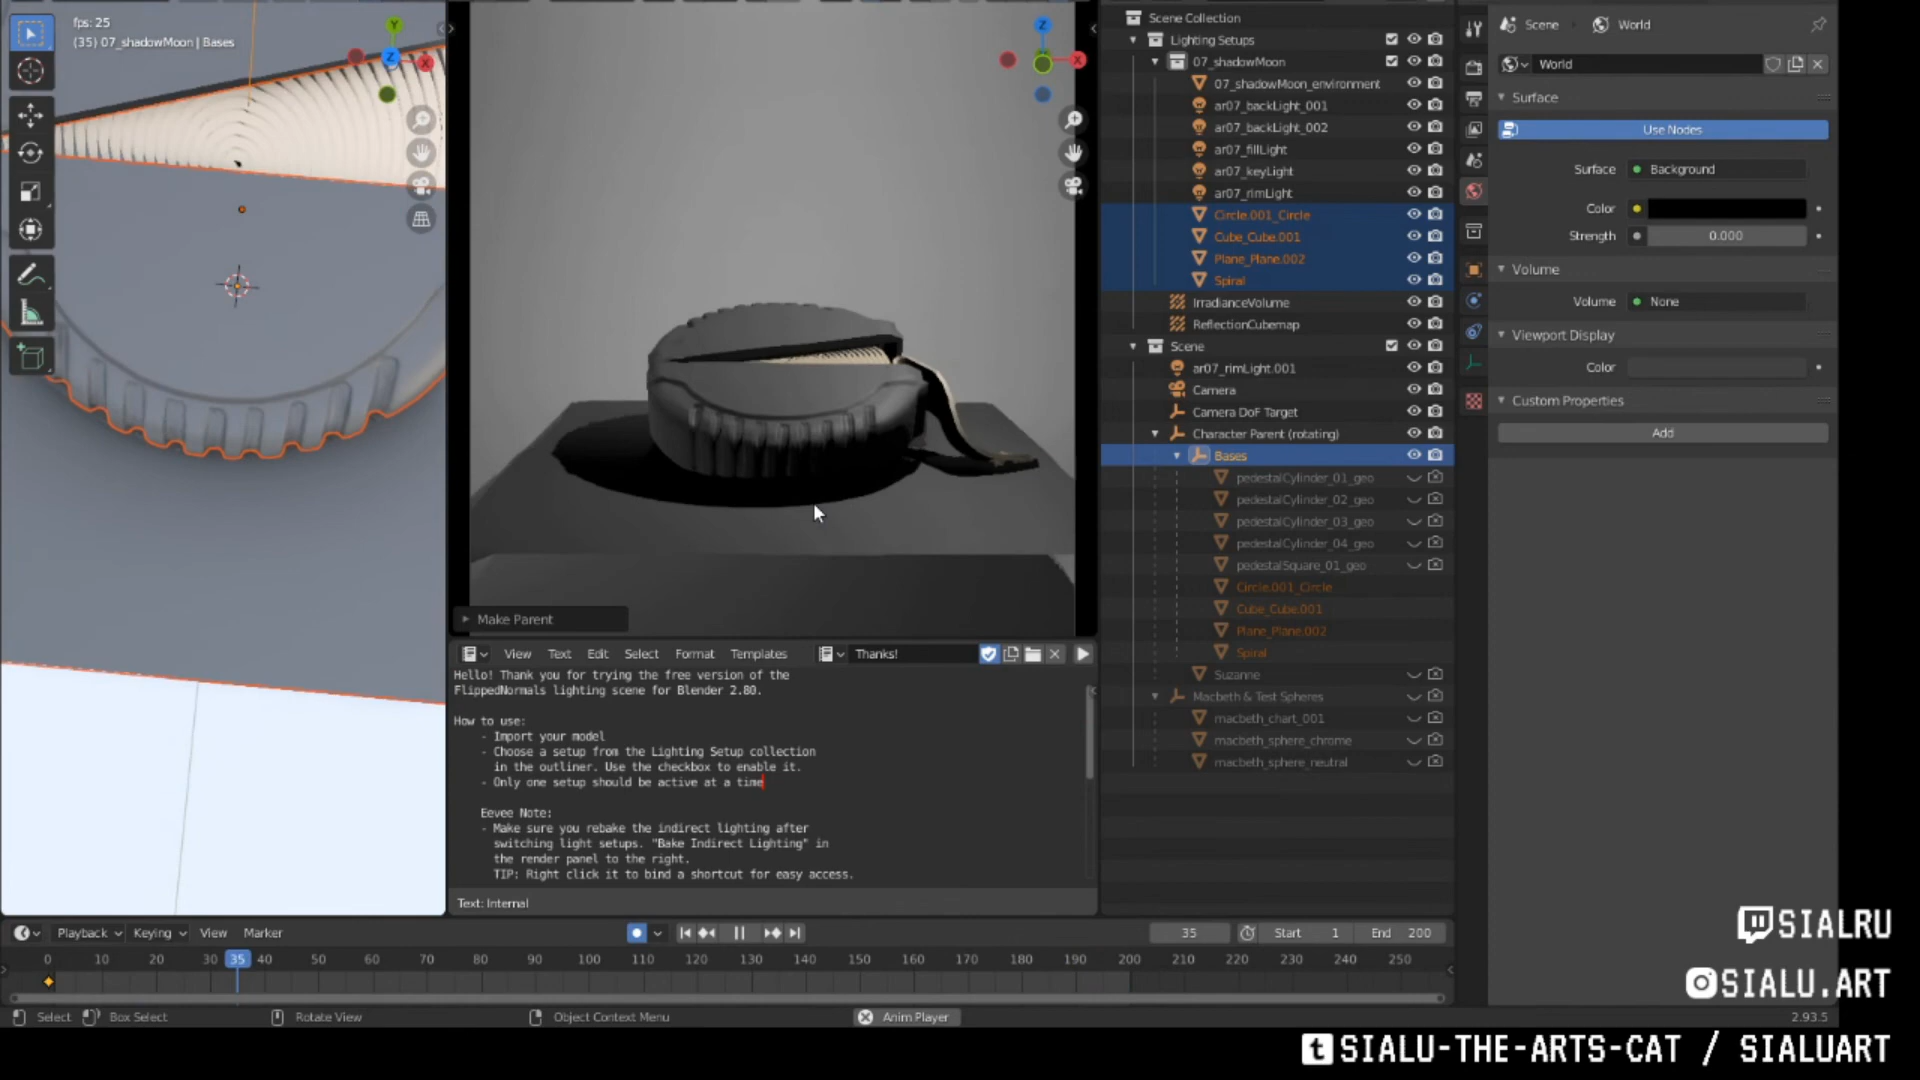 fps: 25
(35) 07_shadowMoon | Bases
Y
Z
X
Z
X
Make Parent
View Text Edit Select Format Templates Thanks!
Hello! Thank you for trying the free version of the
FlippedNormals lighting scene for Blender 2.80.
How to use:
- Import your model
- Choose a setup from the Lighting Setup collection
in the outliner. Use the checkbox to enable it.
- Only one setup should be active at a time
Eevee Note:
- Make sure you rebake the indirect lighting after
switching light setups. "Bake Indirect Lighting" in
the render panel to the right.
TIP: Right click it to bind a shortcut for easy access.
Text: Internal
Scene Collection
Lighting Setups
07_shadowMoon
07_shadowMoon_environment
ar07_backLight_001
ar07_backLight_002
ar07_fillLight
ar07_keyLight
ar07_rimLight
Circle.001_Circle
Cube_Cube.001
Plane_Plane.002
Spiral
IrradianceVolume
ReflectionCubemap
Scene
ar07_rimLight.001
Camera
Camera DoF Target
Character Parent (rotating)
Bases
pedestalCylinder_01_geo
pedestalCylinder_02_geo
pedestalCylinder_03_geo
pedestalCylinder_04_geo
pedestalSquare_01_geo
Circle.001_Circle
Cube_Cube.001
Plane_Plane.002
Spiral
Suzanne
Macbeth & Test Spheres
macbeth_chart_001
macbeth_sphere_chrome
macbeth_sphere_neutral
Scene World
World
Surface
Use Nodes
Surface Background
Color
Strength 0.000
Volume
Volume None
Viewport Display
Color
Custom Properties
Add
Playback Keying View Marker 35 Start 1 End 200
0 10 20 30 35 40 50 60 70 80 90 100 110 120 130 140 150 160 170 180 190 200 210 220 230 240 250
Select Box Select Rotate View Object Context Menu Anim Player 2.93.5
SIALRU
SIALU.ART
t SIALU-THE-ARTS-CAT / SIALUART